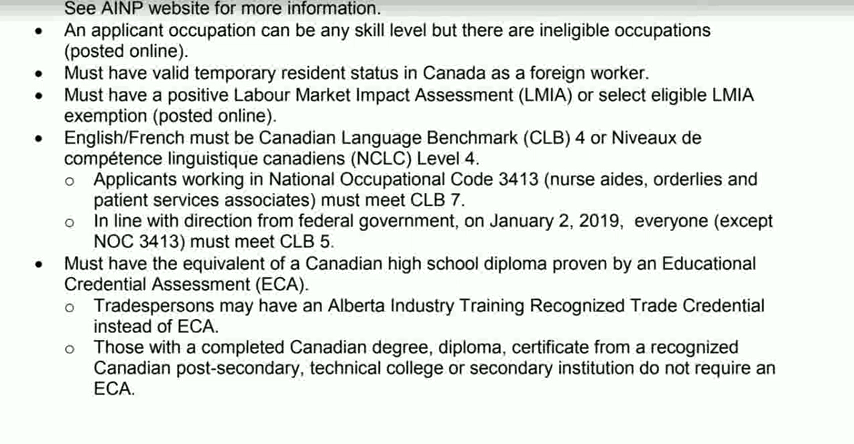 See AINP website for more information.
• An applicant occupation can be any skill level but there are ineligible occupations
(posted online).
• Must have valid temporary resident status in Canada as a foreign worker.
• Must have a positive Labour Market Impact Assessment (LMIA) or select eligible LMIA
exemption (posted online).
• English/French must be Canadian Language Benchmark (CLB) 4 or Niveaux de
compétence linguistique canadiens (NCLC) Level 4.
o Applicants working in National Occupational Code 3413 (nurse aides, orderlies and
patient services associates) must meet CLB 7.
o In line with direction from federal government, on January 2, 2019, everyone (except
NOC 3413) must meet CLB 5.
• Must have the equivalent of a Canadian high school diploma proven by an Educational
Credential Assessment (ECA).
o Tradespersons may have an Alberta Industry Training Recognized Trade Credential
instead of ECA.
o Those with a completed Canadian degree, diploma, certificate from a recognized
Canadian post-secondary, technical college or secondary institution do not require an
ECA.